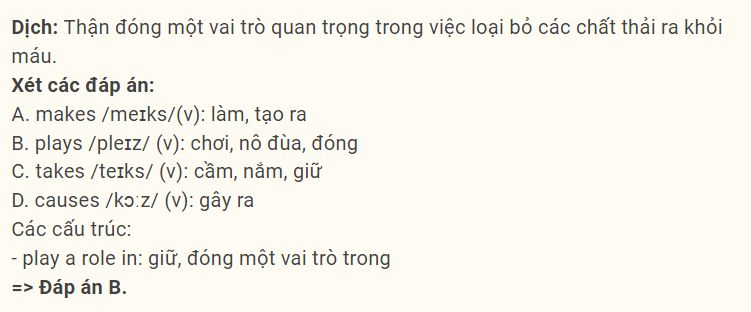 Dịch: Thận đóng một vai trò quan trọng trong việc loại bỏ các chất thải ra khỏi
máu.
Xét các đáp án:
A. makes /meɪks/(v): làm, tạo ra
B. plays /pleɪz/ (v): chơi, nô đùa, đóng
C. takes /teɪks/ (v): cầm, nắm, giữ
D. causes /kɔːz/ (v): gây ra
Các cấu trúc:
- play a role in: giữ, đóng một vai trò trong
=> Đáp án B.